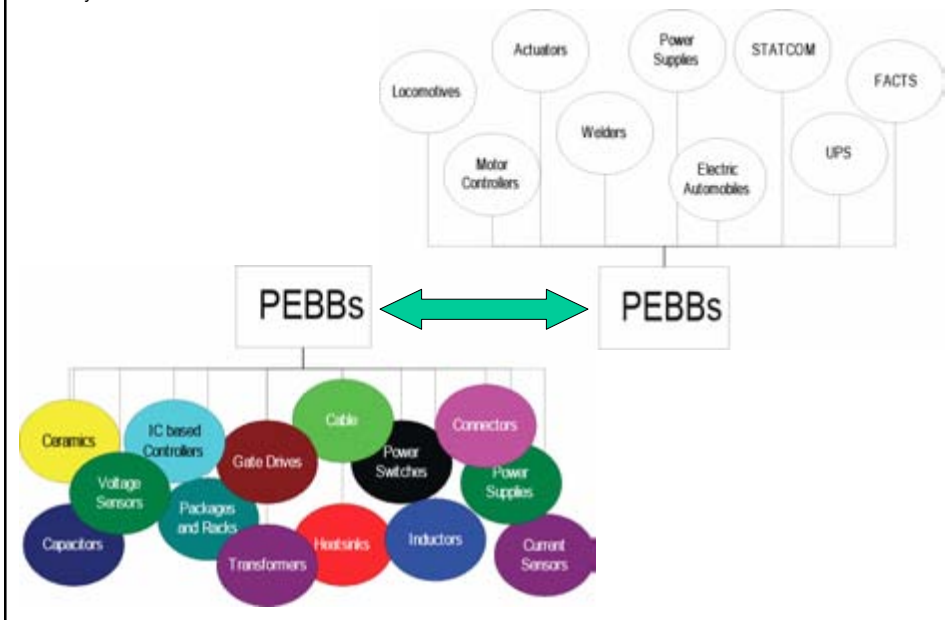 Actuators
Power
Supplies
STATCOM
FACTS
Locomotives
Welders
UPS
Motor
Controllers
Electric
Automobiles
PEBBs
PEBBs
Ceramics
IC based
Controllers
Cable
Connectors
Gate Drives
Power
Switches
Voltage
Sensors
Power
Supplies
Packages
and Racks
Capacitors
Transformers
Heatsinks
Inductors
Current
Sensors